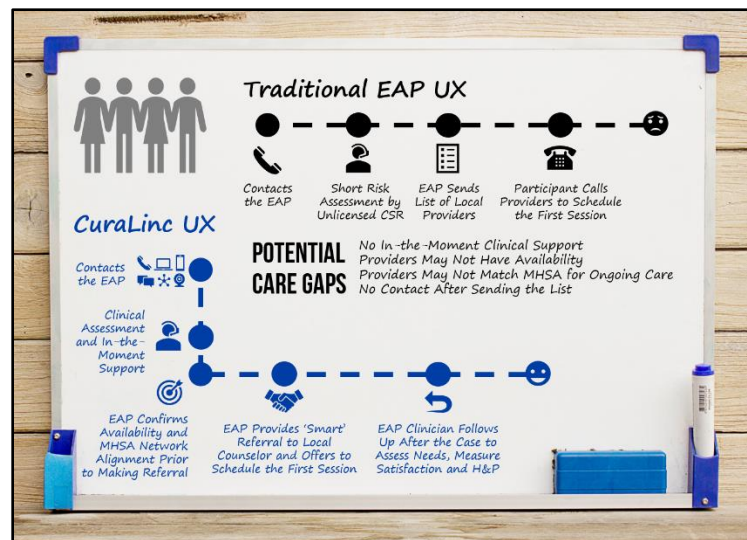 Traditional EAP UX
Contacts
the EAP
Short Risk
Assessment by
Unlicensed CSR
EAP Sends
List of Local
Providers
Participant Calls
Providers to Schedule
the First Session
POTENTIAL
CARE GAPS
No In-the-Moment Clinical Support
Providers May Not Have Availability
Providers May Not Match MHSA for Ongoing Care
No Contact After Sending the List
CuraLinc UX
Contacts
the EAP
Clinical
Assessment
and In-the-
Moment
Support
EAP Confirms
Availability and
MHSA Network
Alignment Prior
to Making Referral
EAP Provides ‘Smart’
Referral to Local
Counselor and Offers to
Schedule the First Session
EAP Clinician Follows
Up After the Case to
Assess Needs, Measure
Satisfaction and H&P